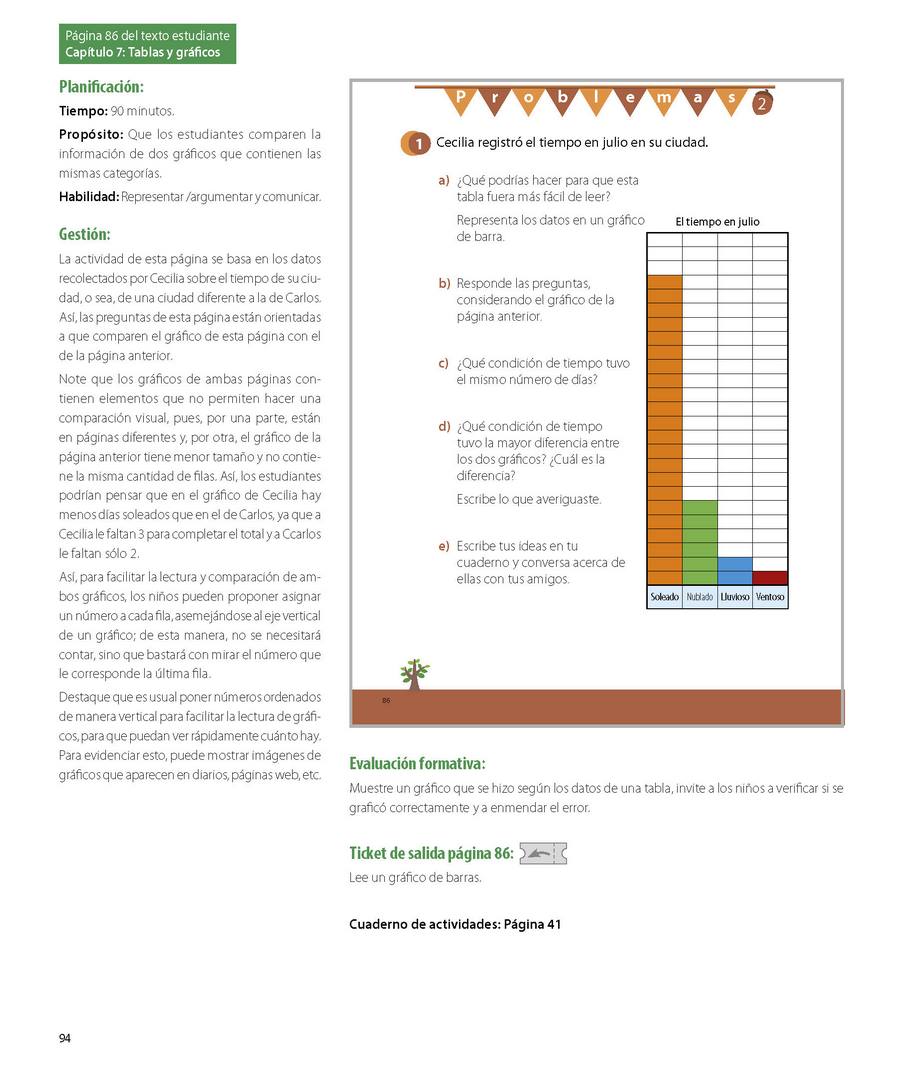 Página 86 del texto estudiante
Capítulo 7: Tablas y gráficos
Planificación:
Tiempo: 90 minutos.
Propósito: Que los estudiantes comparen la
información de dos gráficos que contienen las
mismas categorías.
Habilidad: Representar /argumentar y comunicar.
Gestión:
La actividad de esta página se basa en los datos
recolectados por Cecilia sobre el tiempo de su ciu-
dad, o sea, de una ciudad diferente a la de Carlos.
Así, las preguntas de esta página están orientadas
a que comparen el gráfico de esta página con el
de la página anterior.
Note que los gráficos de ambas páginas con-
tienen elementos que no permiten hacer una
comparación visual, pues, por una parte, están
en páginas diferentes y, por otra, el gráfico de la
página anterior tiene menor tamaño y no contie-
ne la misma cantidad de filas. Así, los estudiantes
podrían pensar que en el gráfico de Cecilia hay
menos días soleados que en el de Carlos, ya que a
Cecilia le faltan 3 para completar el total y a Ccarlos
le faltan sólo 2.
Así, para facilitar la lectura y comparación de am-
bos gráficos, los niños pueden proponer asignar
un número a cada fila, asemejándose al eje vertical
de un gráfico; de esta manera, no se necesitará
contar, sino que bastará con mirar el número que
le corresponde la última fila.
Destaque que es usual poner números ordenados
de manera vertical para facilitar la lectura de gráfi-
cos, para que puedan ver rápidamente cuánto hay.
Para evidenciar esto, puede mostrar imágenes de
gráficos que aparecen en diarios, páginas web, etc.
Problemas 2
1 Cecilia registró el tiempo en julio en su ciudad.
a) ¿Qué podrías hacer para que esta
tabla fuera más fácil de leer?
Representa los datos en un gráfico
de barra.
b) Responde las preguntas,
considerando el gráfico de la
página anterior.
c) ¿Qué condición de tiempo tuvo
el mismo número de días?
d) ¿Qué condición de tiempo
tuvo la mayor diferencia entre
los dos gráficos? ¿Cuál es la
diferencia?
Escribe lo que averiguaste.
e) Escribe tus ideas en tu
cuaderno y conversa acerca de
ellas con tus amigos.
El tiempo en julio
Soleado Nublado Lluvioso Ventoso
86
Evaluación formativa:
Muestre un gráfico que se hizo según los datos de una tabla, invite a los niños a verificar si se
graficó correctamente y a enmendar el error.
Ticket de salida página 86:
Lee un gráfico de barras.
Cuaderno de actividades: Página 41
94